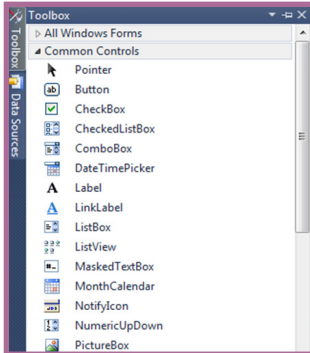 Toolbox
Toolbox
Data Sources
All Windows Forms
Common Controls
Pointer
ab Button
CheckBox
CheckedListBox
ComboBox
DateTimePicker
A Label
A LinkLabel
ListBox
ListView
MaskedTextBox
MonthCalendar
NotifyIcon
NumericUpDown
PictureBox